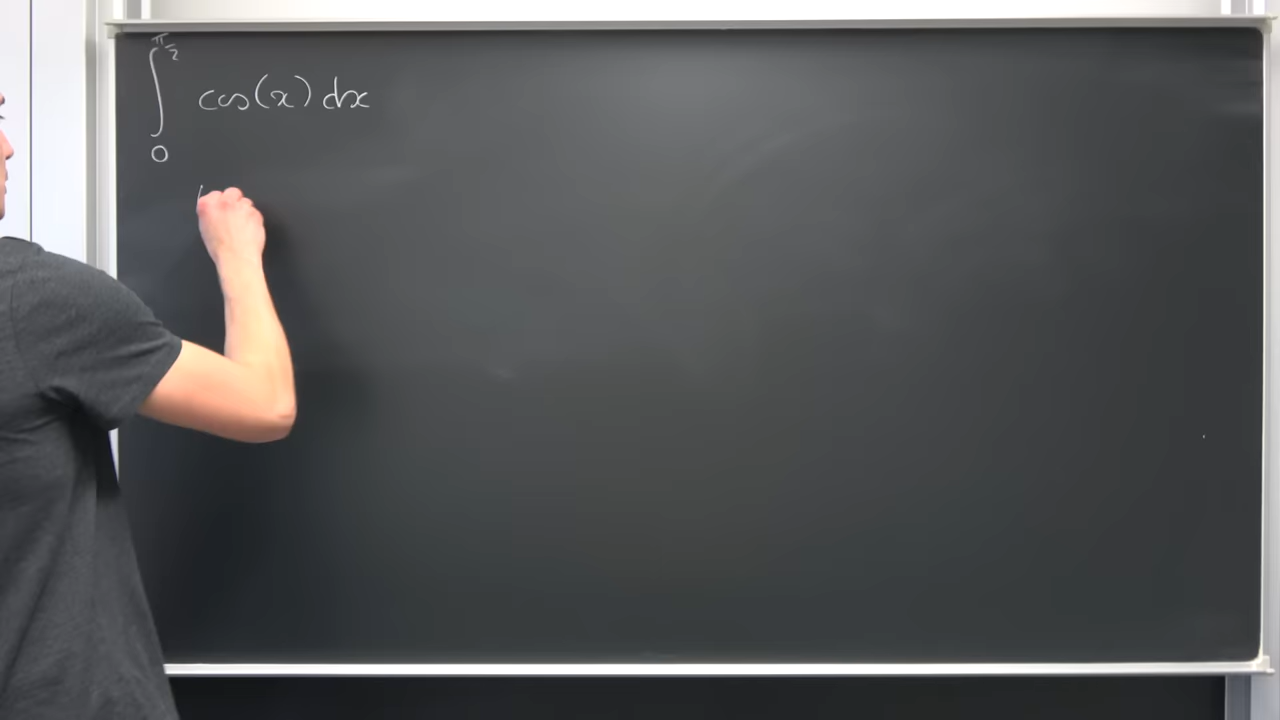 ∫₀^{π/2} cos(x) dx